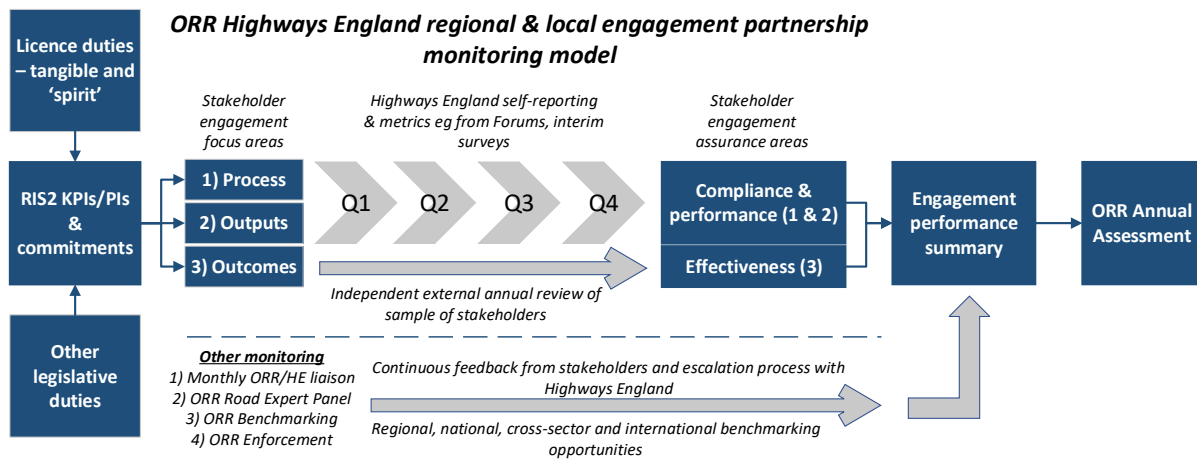 ORR Highways England regional & local engagement partnership
monitoring model
Licence duties
– tangible and
‘spirit’
RIS2 KPIs/PIs
&
commitments
Other
legislative
duties
Stakeholder
engagement
focus areas
1) Process
2) Outputs
3) Outcomes
Highways England self-reporting
& metrics eg from Forums, interim
surveys
Q1
Q2
Q3
Q4
Independent external annual review of
sample of stakeholders
Stakeholder
engagement
assurance areas
Compliance &
performance (1 & 2)
Effectiveness (3)
Engagement
performance
summary
ORR Annual
Assessment
Other monitoring
1) Monthly ORR/HE liaison
2) ORR Road Expert Panel
3) ORR Benchmarking
4) ORR Enforcement
Continuous feedback from stakeholders and escalation process with
Highways England
Regional, national, cross-sector and international benchmarking
opportunities